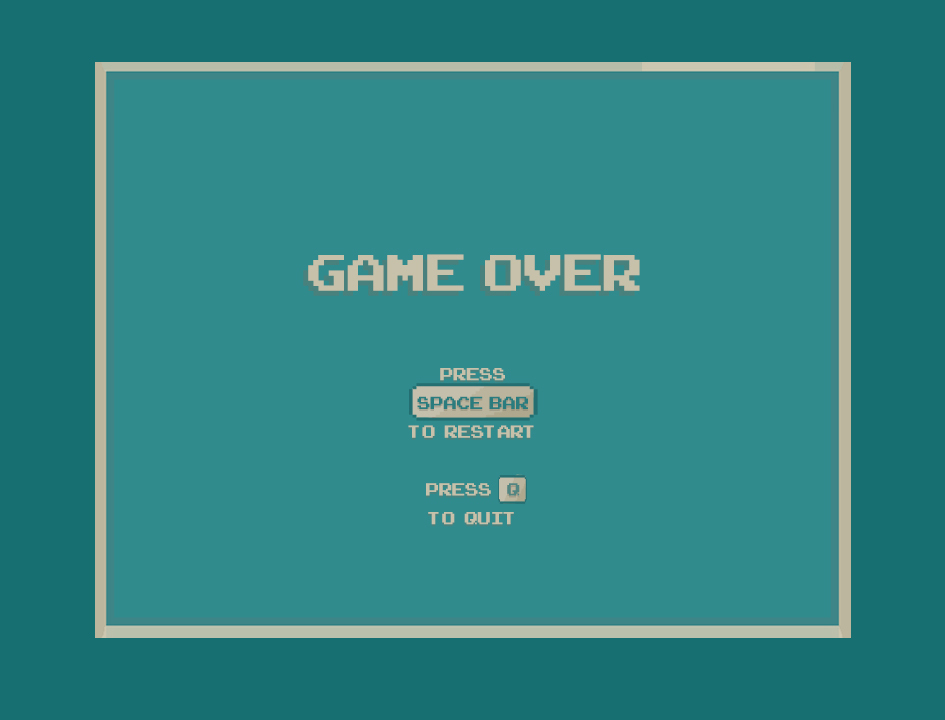 GAME OVER
PRESS
SPACE BAR
TO RESTART
PRESS Q
TO QUIT